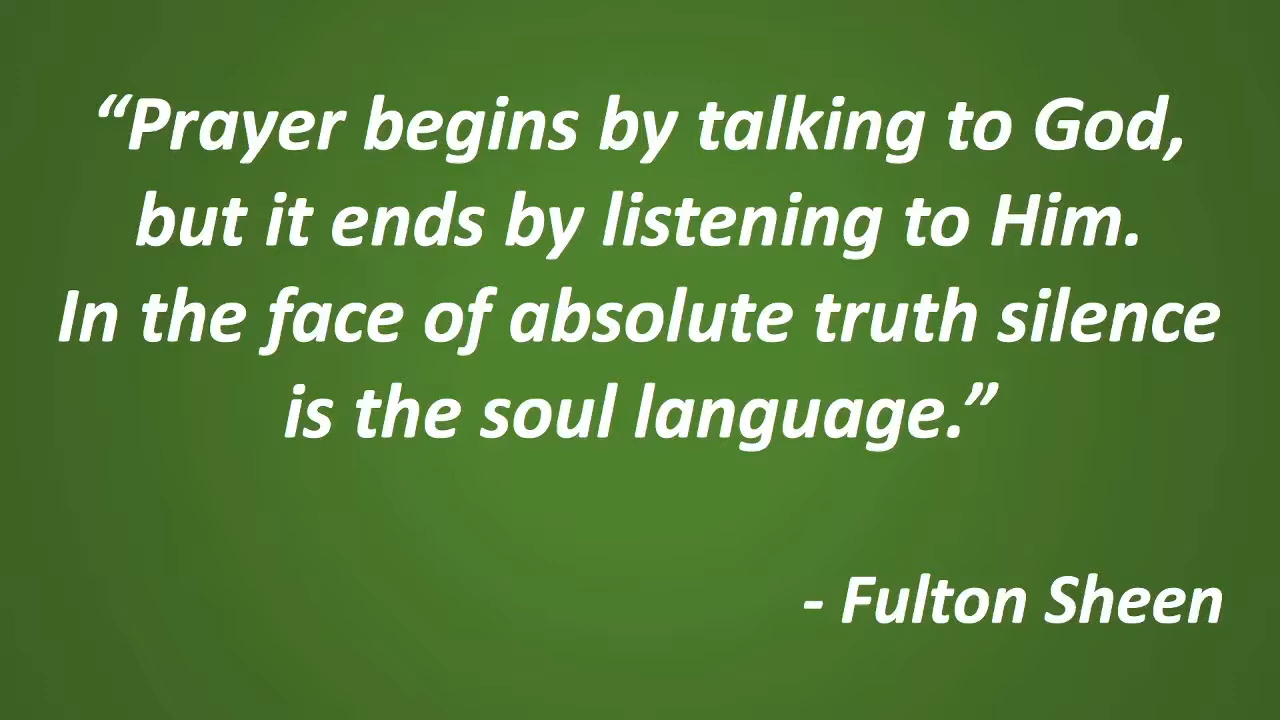 “Prayer begins by talking to God,
but it ends by listening to Him.
In the face of absolute truth silence
is the soul language.”
- Fulton Sheen